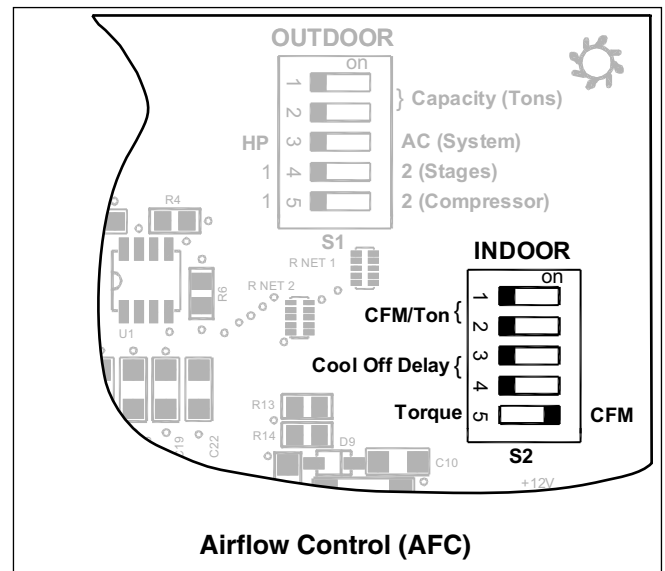 OUTDOOR
on
1
2
} Capacity (Tons)
HP 3 AC (System)
1 4 2 (Stages)
1 5 2 (Compressor)
S1
R4
R6
U1
R NET 1
R NET 2
INDOOR
on
1
CFM/Ton {
2
3
Cool Off Delay {
4
Torque 5 CFM
S2
C22
R13
R14
D9
C10
+12V
Airflow Control (AFC)